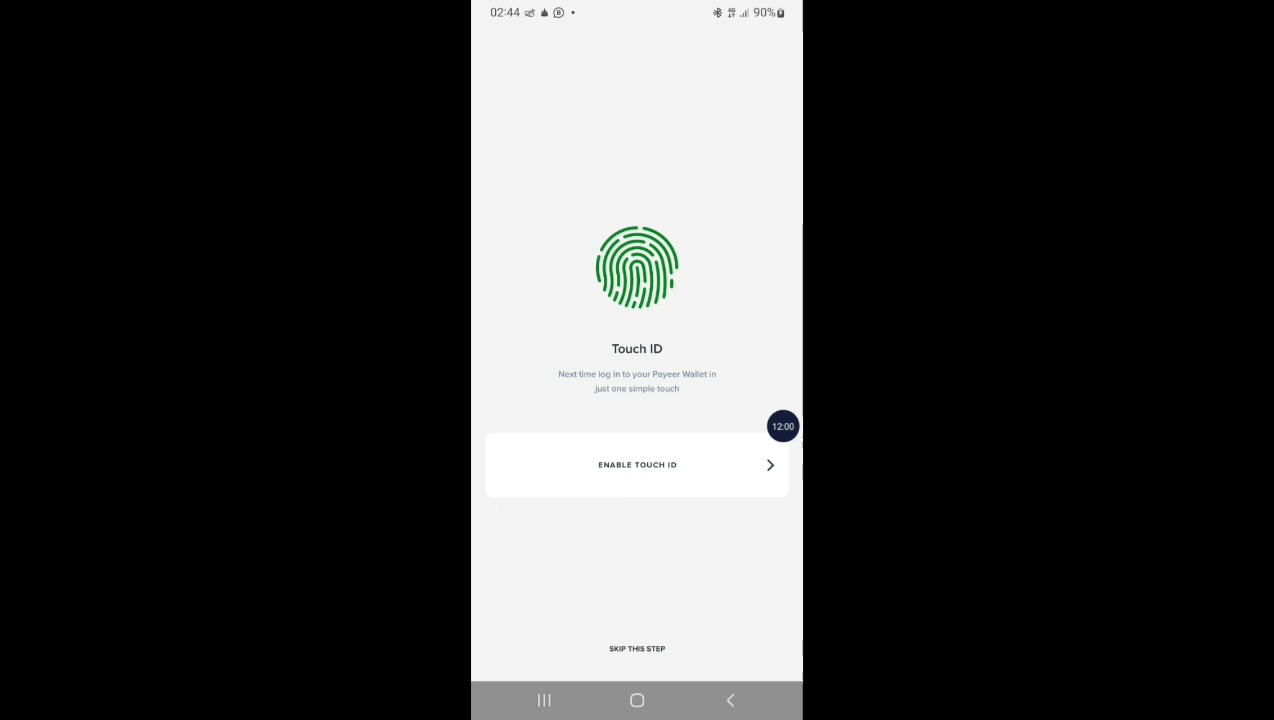 02:44
90%
Touch ID
Next time log in to your Payeer Wallet in
just one simple touch
12:00
ENABLE TOUCH ID
SKIP THIS STEP